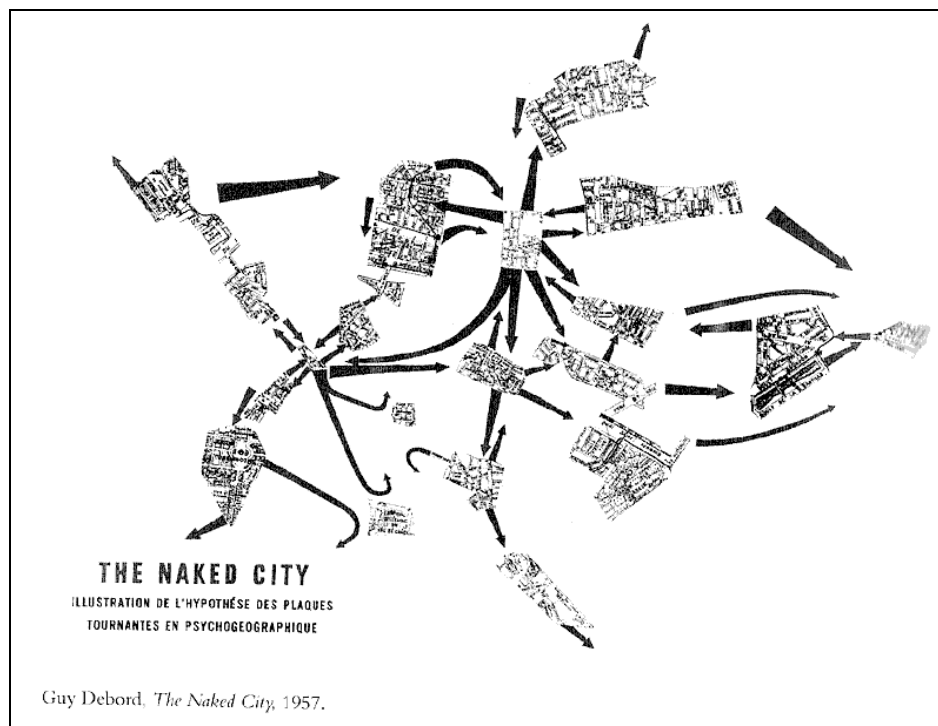 THE NAKED CITY
ILLUSTRATION DE L'HYPOTHÉSE DES PLAQUES
TOURNANTES EN PSYCHOGEOGRAPHIQUE
Guy Debord, The Naked City, 1957.